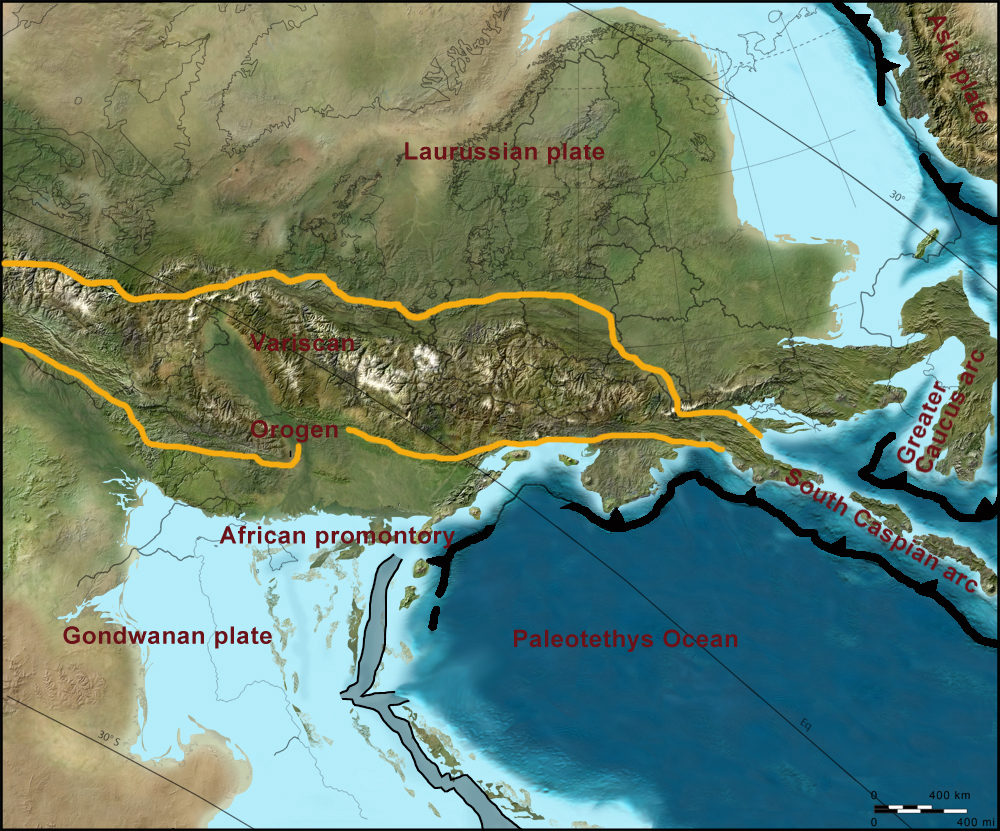 Asia plate
Laurussian plate
30°
Variscan
Greater
Caucus arc
Orogen
South Caspian arc
African promontory
Gondwanan plate
Paleotethys Ocean
Eq
30° S
0 400 km
0 400 mi